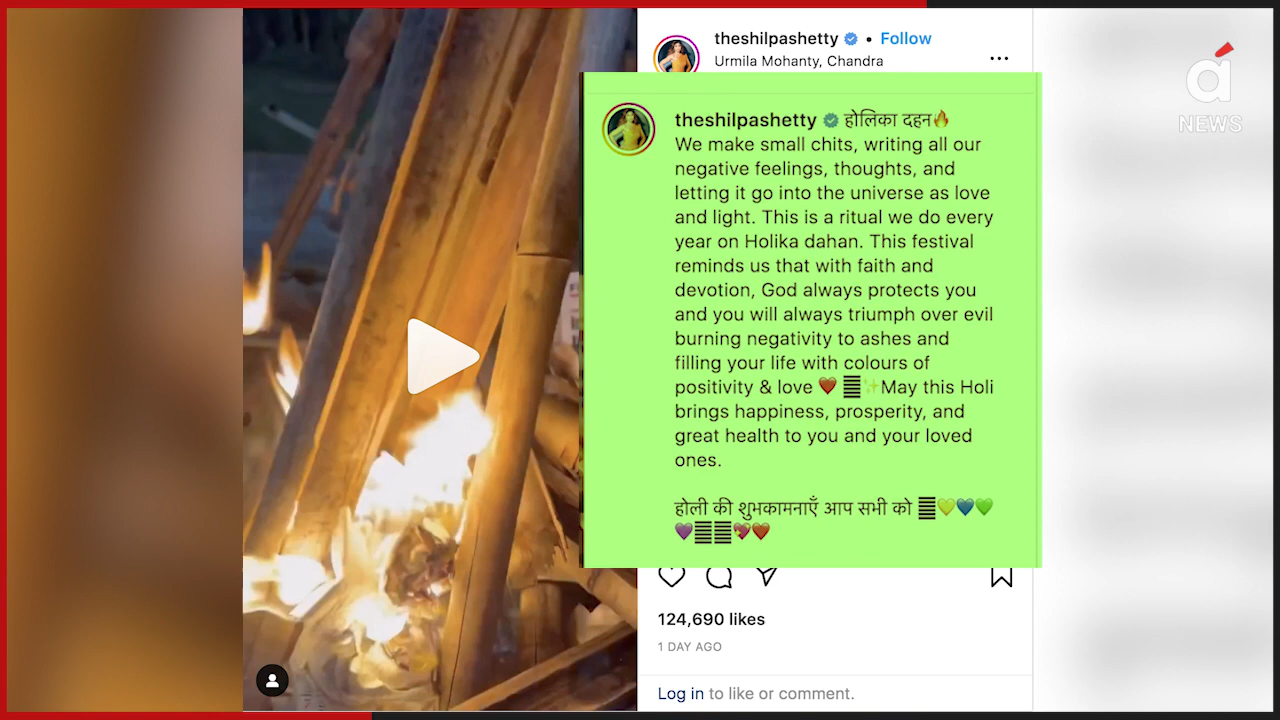 theshilpashetty • Follow
Urmila Mohanty, Chandra
á
NEWS
theshilpashetty होलिका दहन🔥
We make small chits, writing all our
negative feelings, thoughts, and
letting it go into the universe as love
and light. This is a ritual we do every
year on Holika dahan. This festival
reminds us that with faith and
devotion, God always protects you
and you will always triumph over evil
burning negativity to ashes and
filling your life with colours of
positivity & love ❤️ ✨May this Holi
brings happiness, prosperity, and
great health to you and your loved
ones.
होली की शुभकामनाएँ आप सभी को 💛💙💚
💜💖❤️
124,690 likes
1 DAY AGO
Log in to like or comment.